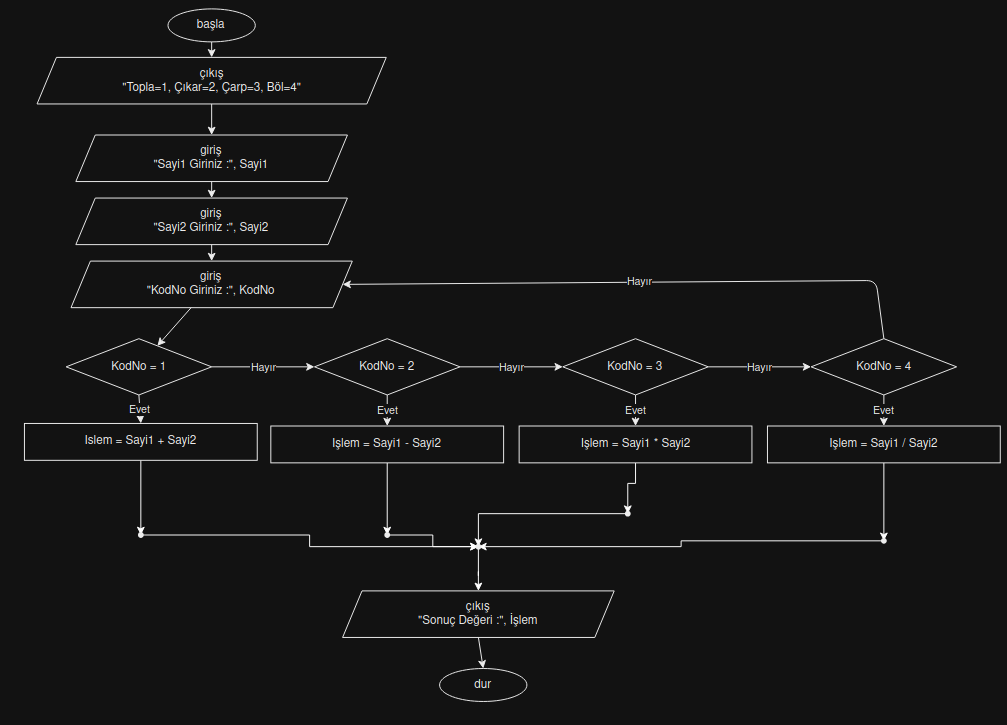 başla
çıkış
"Topla=1, Çıkar=2, Çarp=3, Böl=4"
giriş
"Sayi1 Giriniz :", Sayi1
giriş
"Sayi2 Giriniz :", Sayi2
giriş
"KodNo Giriniz :", KodNo
Hayır
KodNo = 1
Hayır
KodNo = 2
Hayır
KodNo = 3
Hayır
KodNo = 4
Evet
Evet
Evet
Evet
Islem = Sayi1 + Sayi2
Işlem = Sayi1 - Sayi2
Işlem = Sayi1 * Sayi2
Işlem = Sayi1 / Sayi2
çıkış
"Sonuç Değeri :", İşlem
dur